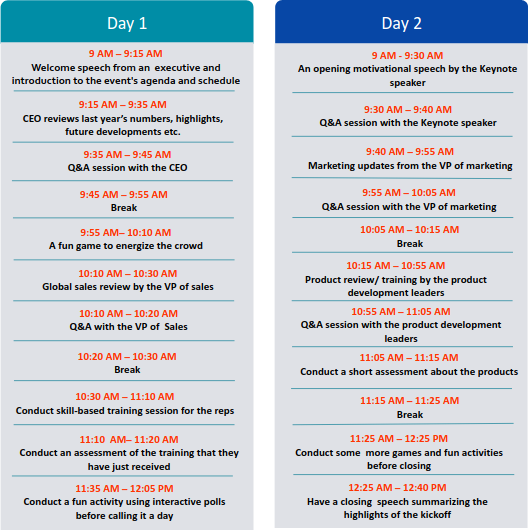 Day 1
9 AM – 9:15 AM
Welcome speech from an executive and
introduction to the event's agenda and schedule
9:15 AM – 9:35 AM
CEO reviews last year's numbers, highlights,
future developments etc.
9:35 AM – 9:45 AM
Q&A session with the CEO
9:45 AM – 9:55 AM
Break
9:55 AM– 10:10 AM
A fun game to energize the crowd
10:10 AM – 10:30 AM
Global sales review by the VP of sales
10:10 AM – 10:20 AM
Q&A with the VP of Sales
10:20 AM – 10:30 AM
Break
10:30 AM – 11:10 AM
Conduct skill-based training session for the reps
11:10 AM– 11:20 AM
Conduct an assessment of the training that they
have just received
11:35 AM – 12:05 PM
Conduct a fun activity using interactive polls
before calling it a day
Day 2
9 AM - 9:30 AM
An opening motivational speech by the Keynote
speaker
9:30 AM – 9:40 AM
Q&A session with the Keynote speaker
9:40 AM – 9:55 AM
Marketing updates from the VP of marketing
9:55 AM – 10:05 AM
Q&A session with the VP of marketing
10:05 AM – 10:15 AM
Break
10:15 AM – 10:55 AM
Product review/ training by the product
development leaders
10:55 AM – 11:05 AM
Q&A session with the product development
leaders
11:05 AM – 11:15 AM
Conduct a short assessment about the products
11:15 AM – 11:25 AM
Break
11:25 AM – 12:25 PM
Conduct some more games and fun activities
before closing
12:25 AM – 12:40 PM
Have a closing speech summarizing the
highlights of the kickoff